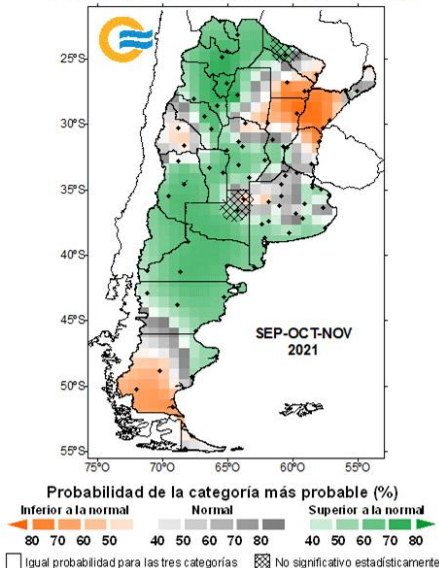 25°S
30°S
35°S
40°S
45°S
50°S
55°S
SEP-OCT-NOV
2021
75°O 70°O 65°O 60°O 55°O
Probabilidad de la categoría más probable (%)
Inferior a la normal Normal Superior a la normal
80 70 60 50 40 50 60 70 80 40 50 60 70 80
Igual probabilidad para las tres categorías No significativo estadísticamente